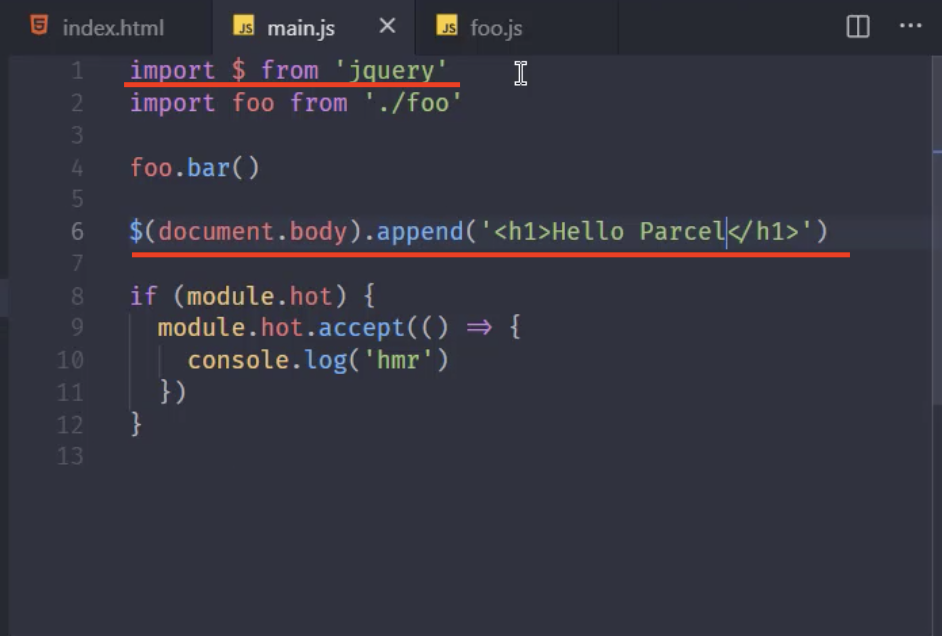 index.html
JS main.js
JS foo.js
1 import $ from 'jquery'
2 import foo from './foo'
3
4 foo.bar()
5
6 $(document.body).append('<h1>Hello Parcel</h1>')
7
8 if (module.hot) {
9 module.hot.accept(() => {
10 console.log('hmr')
11 })
12 }
13